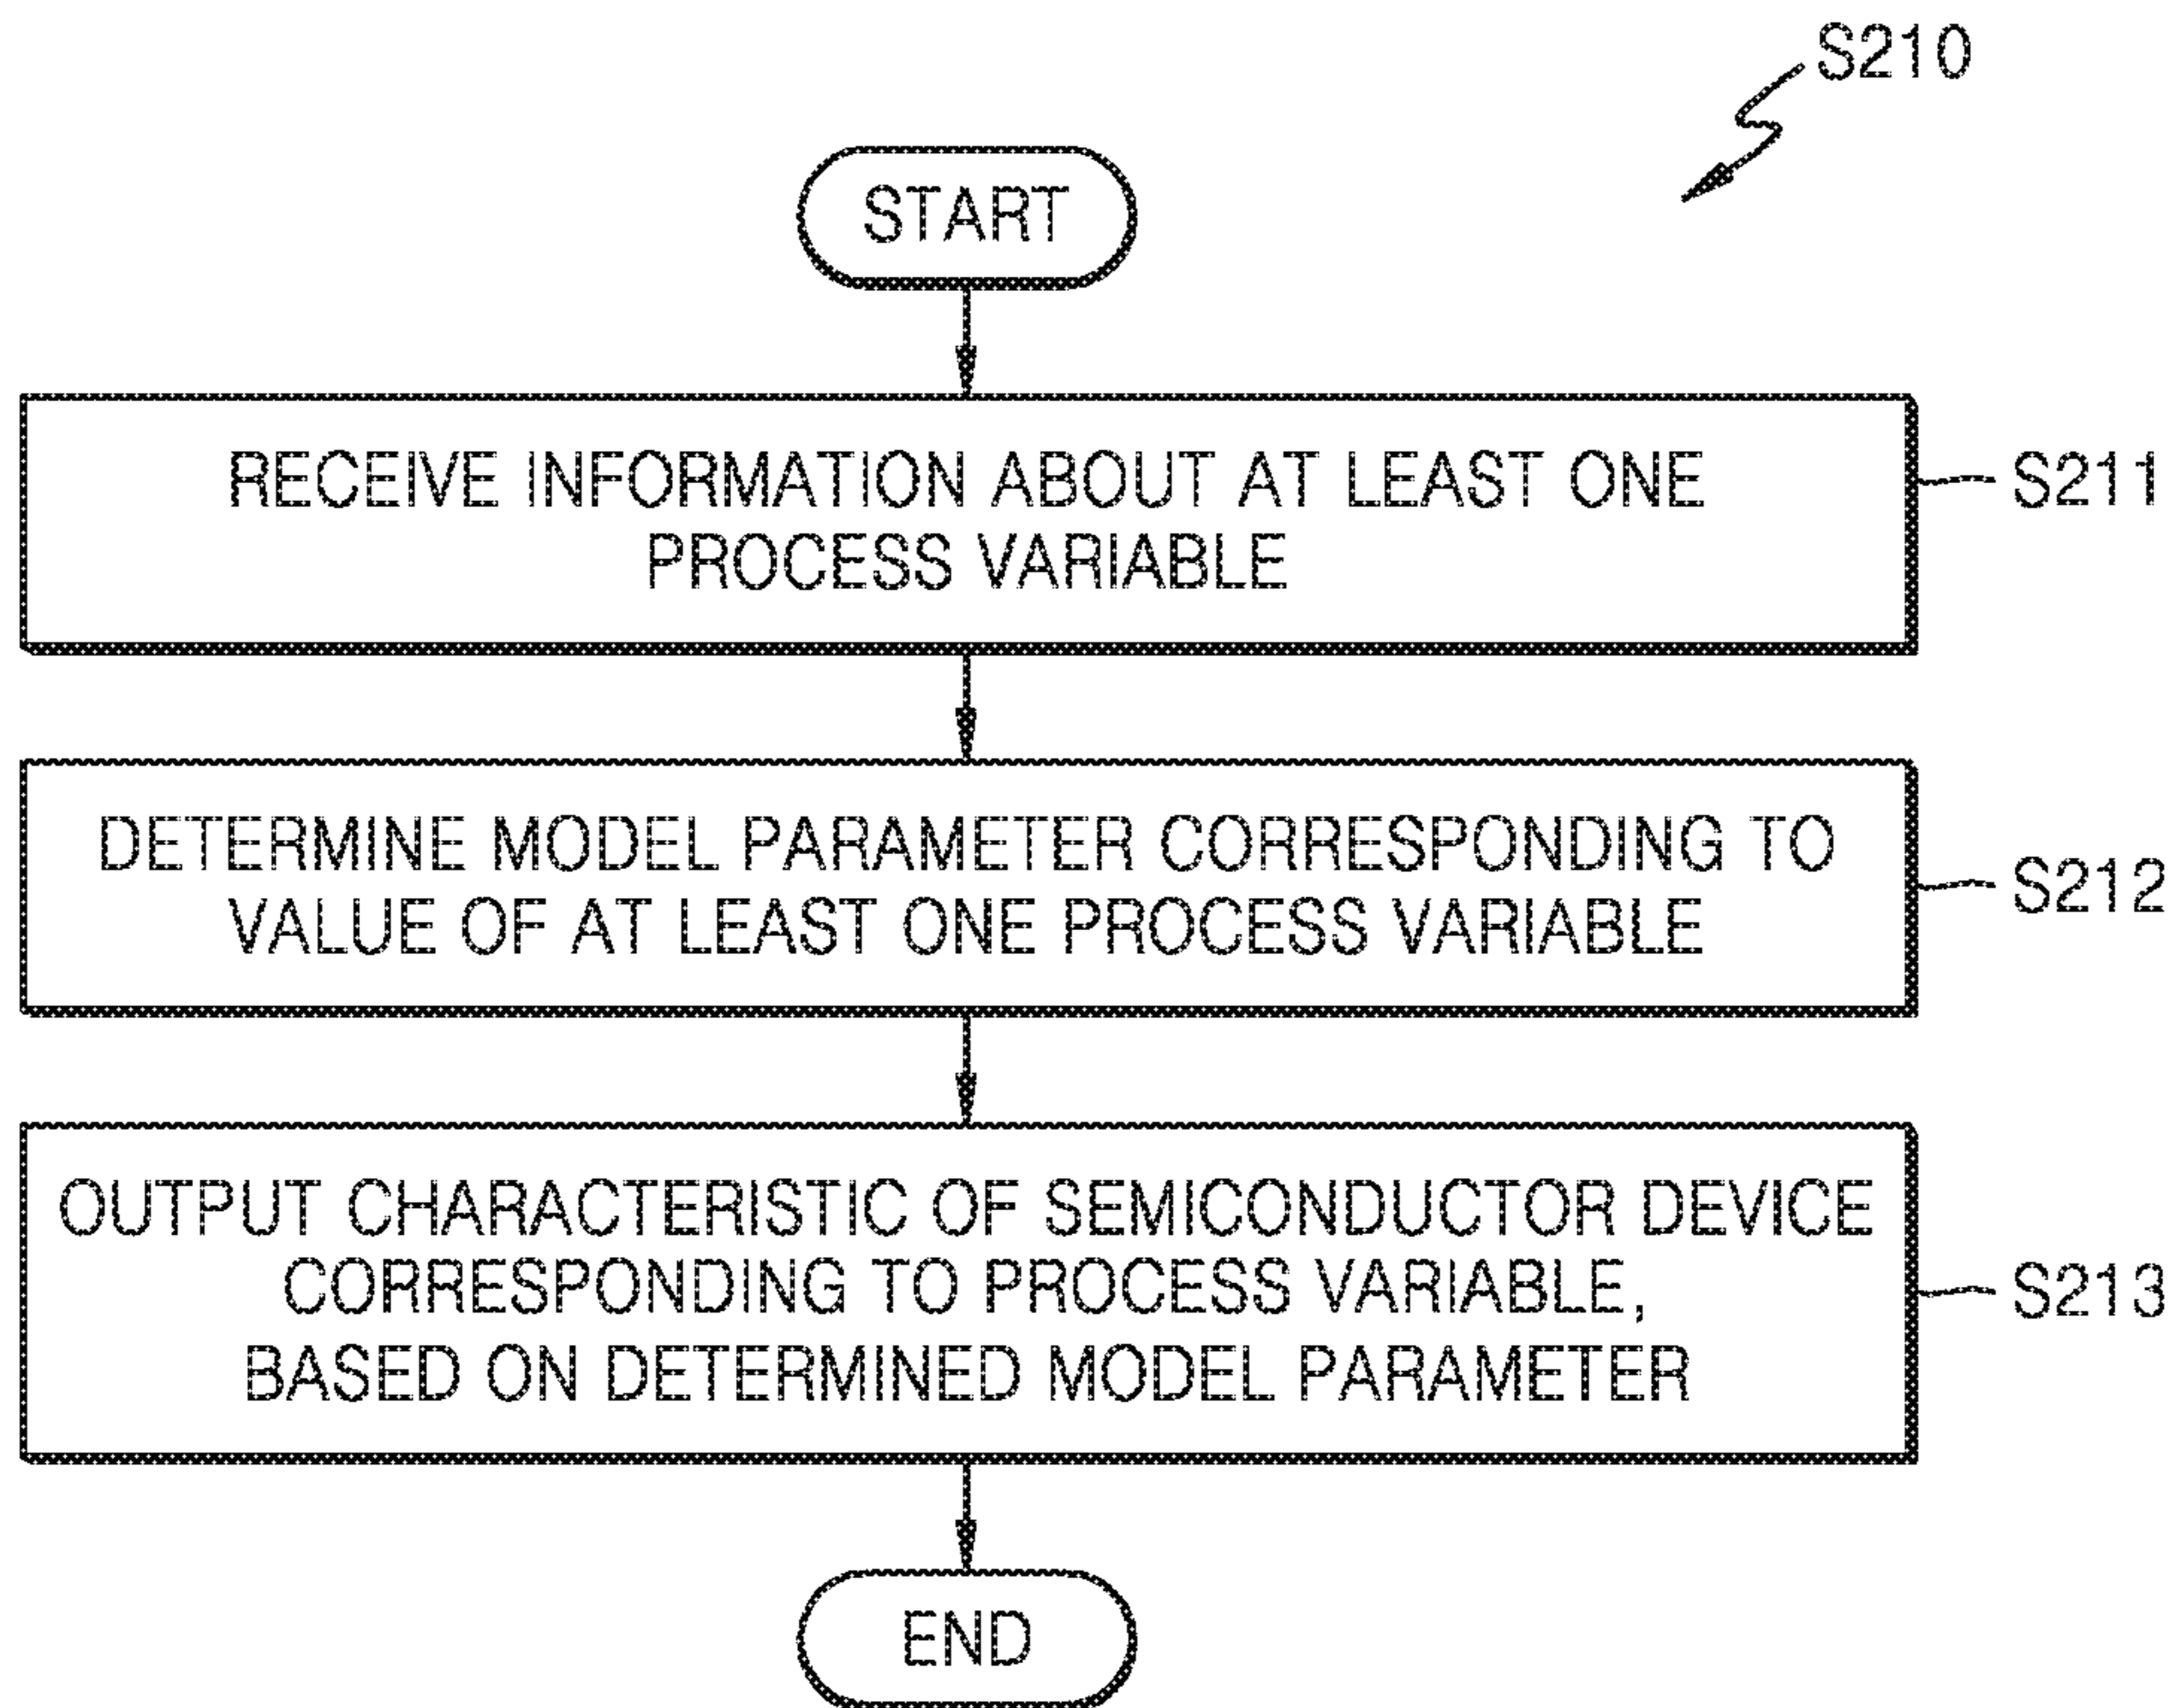 S210
START
RECEIVE INFORMATION ABOUT AT LEAST ONE
PROCESS VARIABLE
S211
DETERMINE MODEL PARAMETER CORRESPONDING TO
VALUE OF AT LEAST ONE PROCESS VARIABLE
S212
OUTPUT CHARACTERISTIC OF SEMICONDUCTOR DEVICE
CORRESPONDING TO PROCESS VARIABLE,
BASED ON DETERMINED MODEL PARAMETER
S213
END